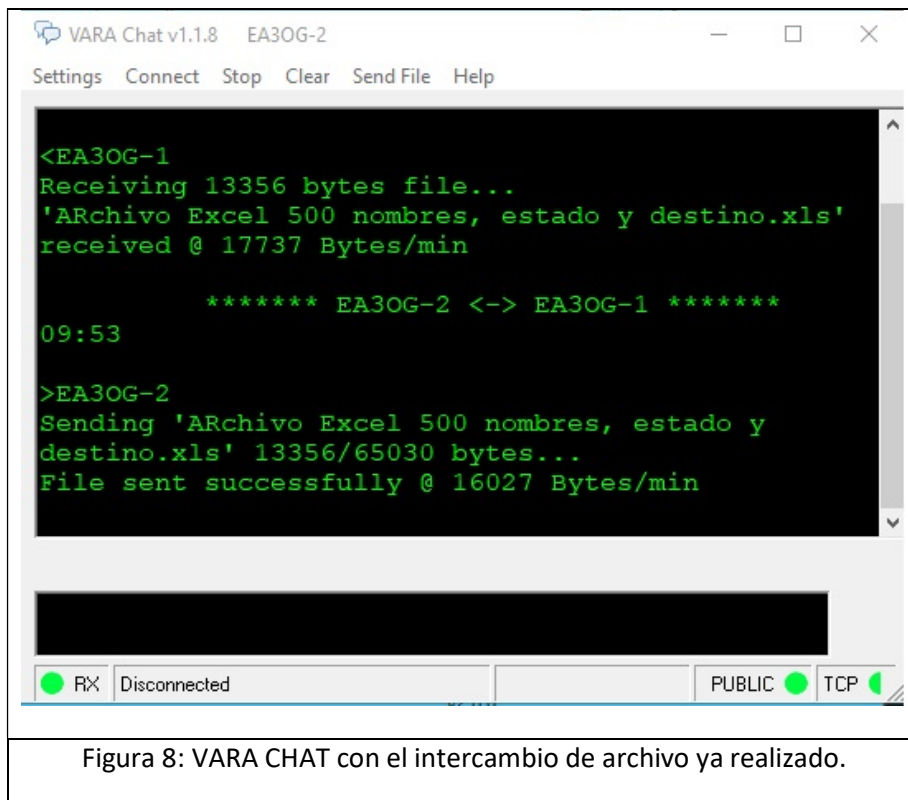 VARA Chat v1.1.8 EA3OG-2
Settings Connect Stop Clear Send File Help
<EA3OG-1
Receiving 13356 bytes file...
'ARchivo Excel 500 nombres, estado y destino.xls'
received @ 17737 Bytes/min
******* EA3OG-2 <-> EA3OG-1 *******
09:53
>EA3OG-2
Sending 'ARchivo Excel 500 nombres, estado y
destino.xls' 13356/65030 bytes...
File sent successfully @ 16027 Bytes/min
RX Disconnected PUBLIC TCP
Figura 8: VARA CHAT con el intercambio de archivo ya realizado.